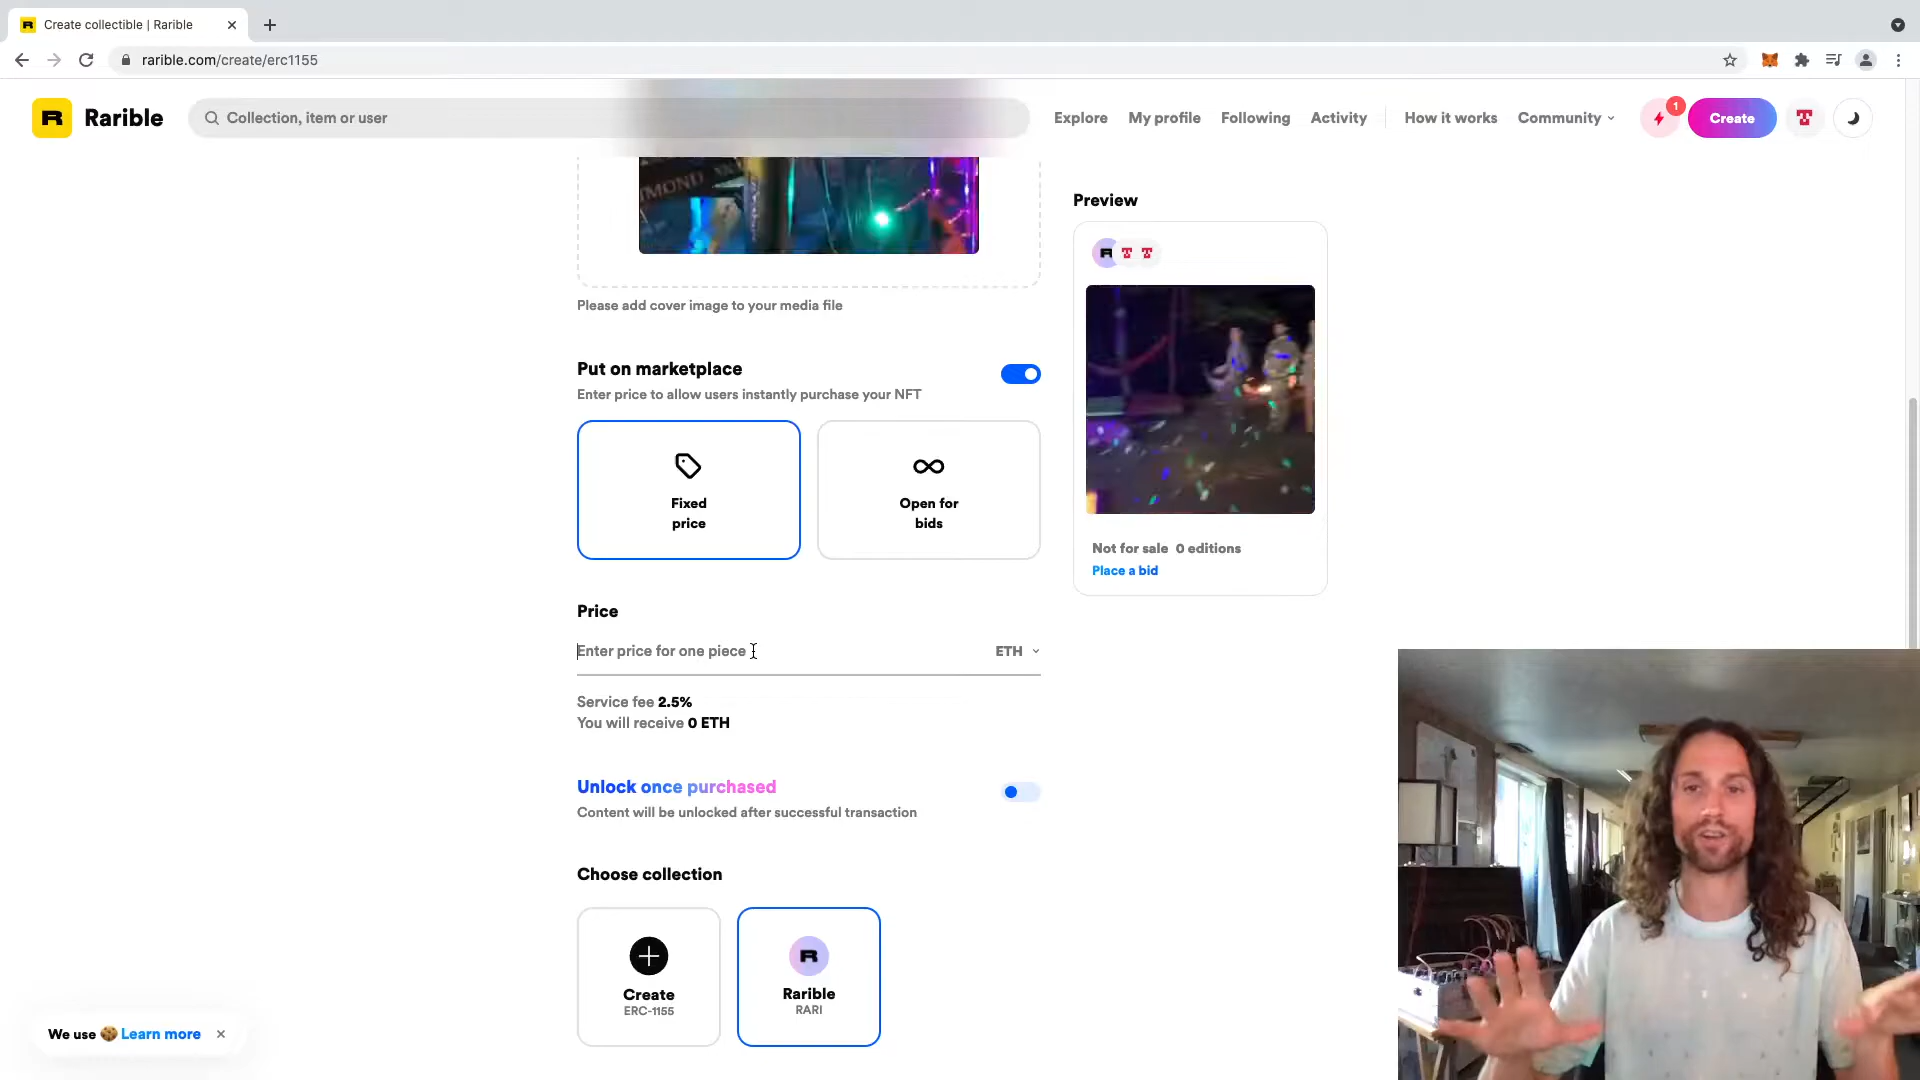 Create collectible | Rarible
rarible.com/create/erc1155
R Rarible
Collection, item or user
Explore My profile Following Activity How it works Community
1
Create
Preview
Please add cover image to your media file
Put on marketplace
Enter price to allow users instantly purchase your NFT
Fixed
price
Open for
bids
Not for sale 0 editions
Place a bid
Price
Enter price for one piece
ETH
Service fee 2.5%
You will receive 0 ETH
Unlock once purchased
Content will be unlocked after successful transaction
Choose collection
Create
ERC-1155
R
Rarible
RARI
We use 🍪 Learn more